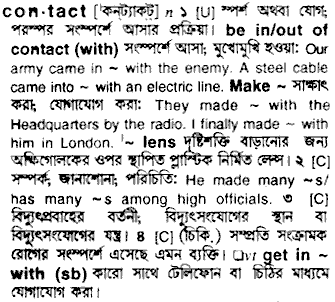 con·tact ['কন্ট্যাক্ট্] n ১ [U] স্পর্শ অথবা যোগ;
পরস্পর সংস্পর্শে আসার প্রক্রিয়া। be in/out of
contact (with) সংস্পর্শে আসা; মুখোমুখি হওয়া: Our
army came in ~ with the enemy. A steel cable
came into ~ with an electric line. Make ~ সাক্ষাৎ
করা; যোগাযোগ করা: They made ~ with the
Headquarters by the radio. I finally made ~ with
him in London. '~ lens দৃষ্টিশক্তি বাড়ানোর জন্য
অক্ষিগোলকের ওপর স্থাপিত প্লাস্টিক নির্মিত লেন্স। ২ [C]
সম্পর্ক, জানাশোনা; পরিচিতি: He made many ~s/
has many ~s among high officials. ৩ [C]
বিদ্যুৎপ্রবাহের বর্তনী; বিদ্যুৎসংযোগের স্থান বা
বিদ্যুৎসংযোগের যন্ত্র। ৪ [C] (চিকি.) সম্প্রতি সংক্রামক
রোগের সংস্পর্শে এসেছে এমন ব্যক্তি। □vt get in ~
with (sb) কারো সাথে টেলিফোন বা চিঠির মাধ্যমে
যোগাযোগ করা।